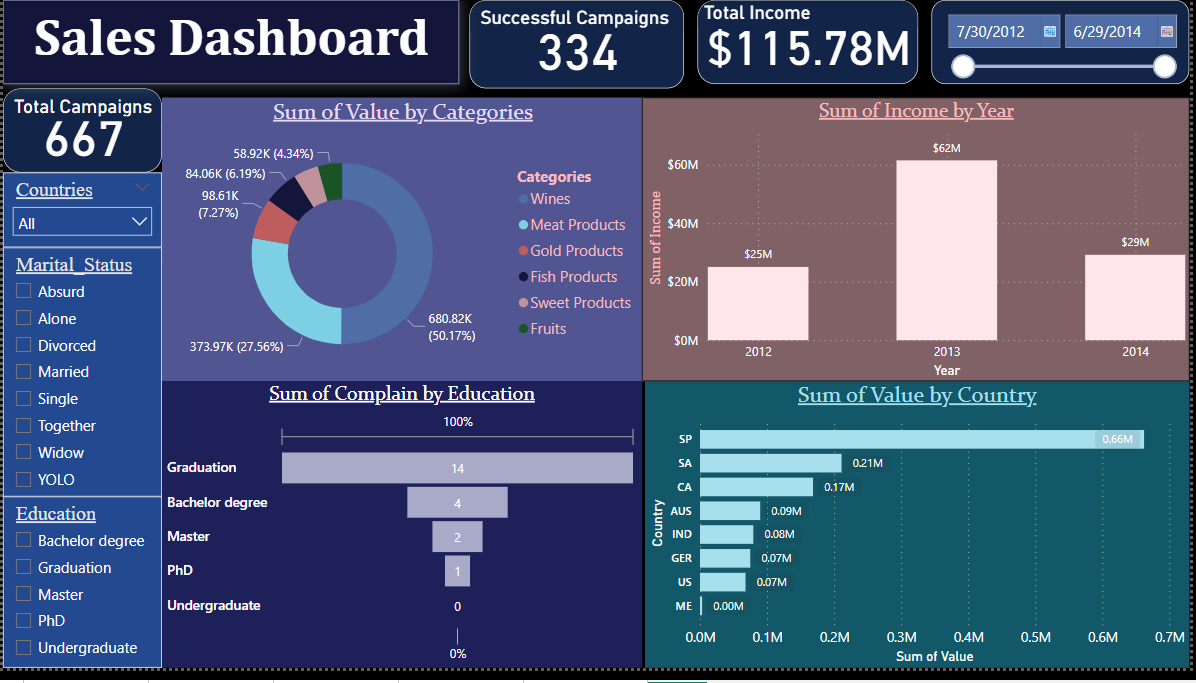 Sales Dashboard
Successful Campaigns
334
Total Income
$115.78M
7/30/2012
6/29/2014
Total Campaigns
667
Countries
All
Marital_Status
Absurd
Alone
Divorced
Married
Single
Together
Widow
YOLO
Education
Bachelor degree
Graduation
Master
PhD
Undergraduate
Sum of Value by Categories
58.92K (4.34%)
84.06K (6.19%)
98.61K
(7.27%)
373.97K (27.56%)
680.82K
(50.17%)
Categories
Wines
Meat Products
Gold Products
Fish Products
Sweet Products
Fruits
Sum of Income by Year
Sum of Income
$60M
$40M
$20M
$0M
$25M
$62M
$29M
2012
2013
2014
Year
Sum of Complain by Education
100%
Graduation
14
Bachelor degree
4
Master
2
PhD
1
Undergraduate
0
0%
Sum of Value by Country
Country
SP
0.66M
SA
0.21M
CA
0.17M
AUS
0.09M
IND
0.08M
GER
0.07M
US
0.07M
ME
0.00M
0.0M
0.1M
0.2M
0.3M
0.4M
0.5M
0.6M
0.7M
Sum of Value